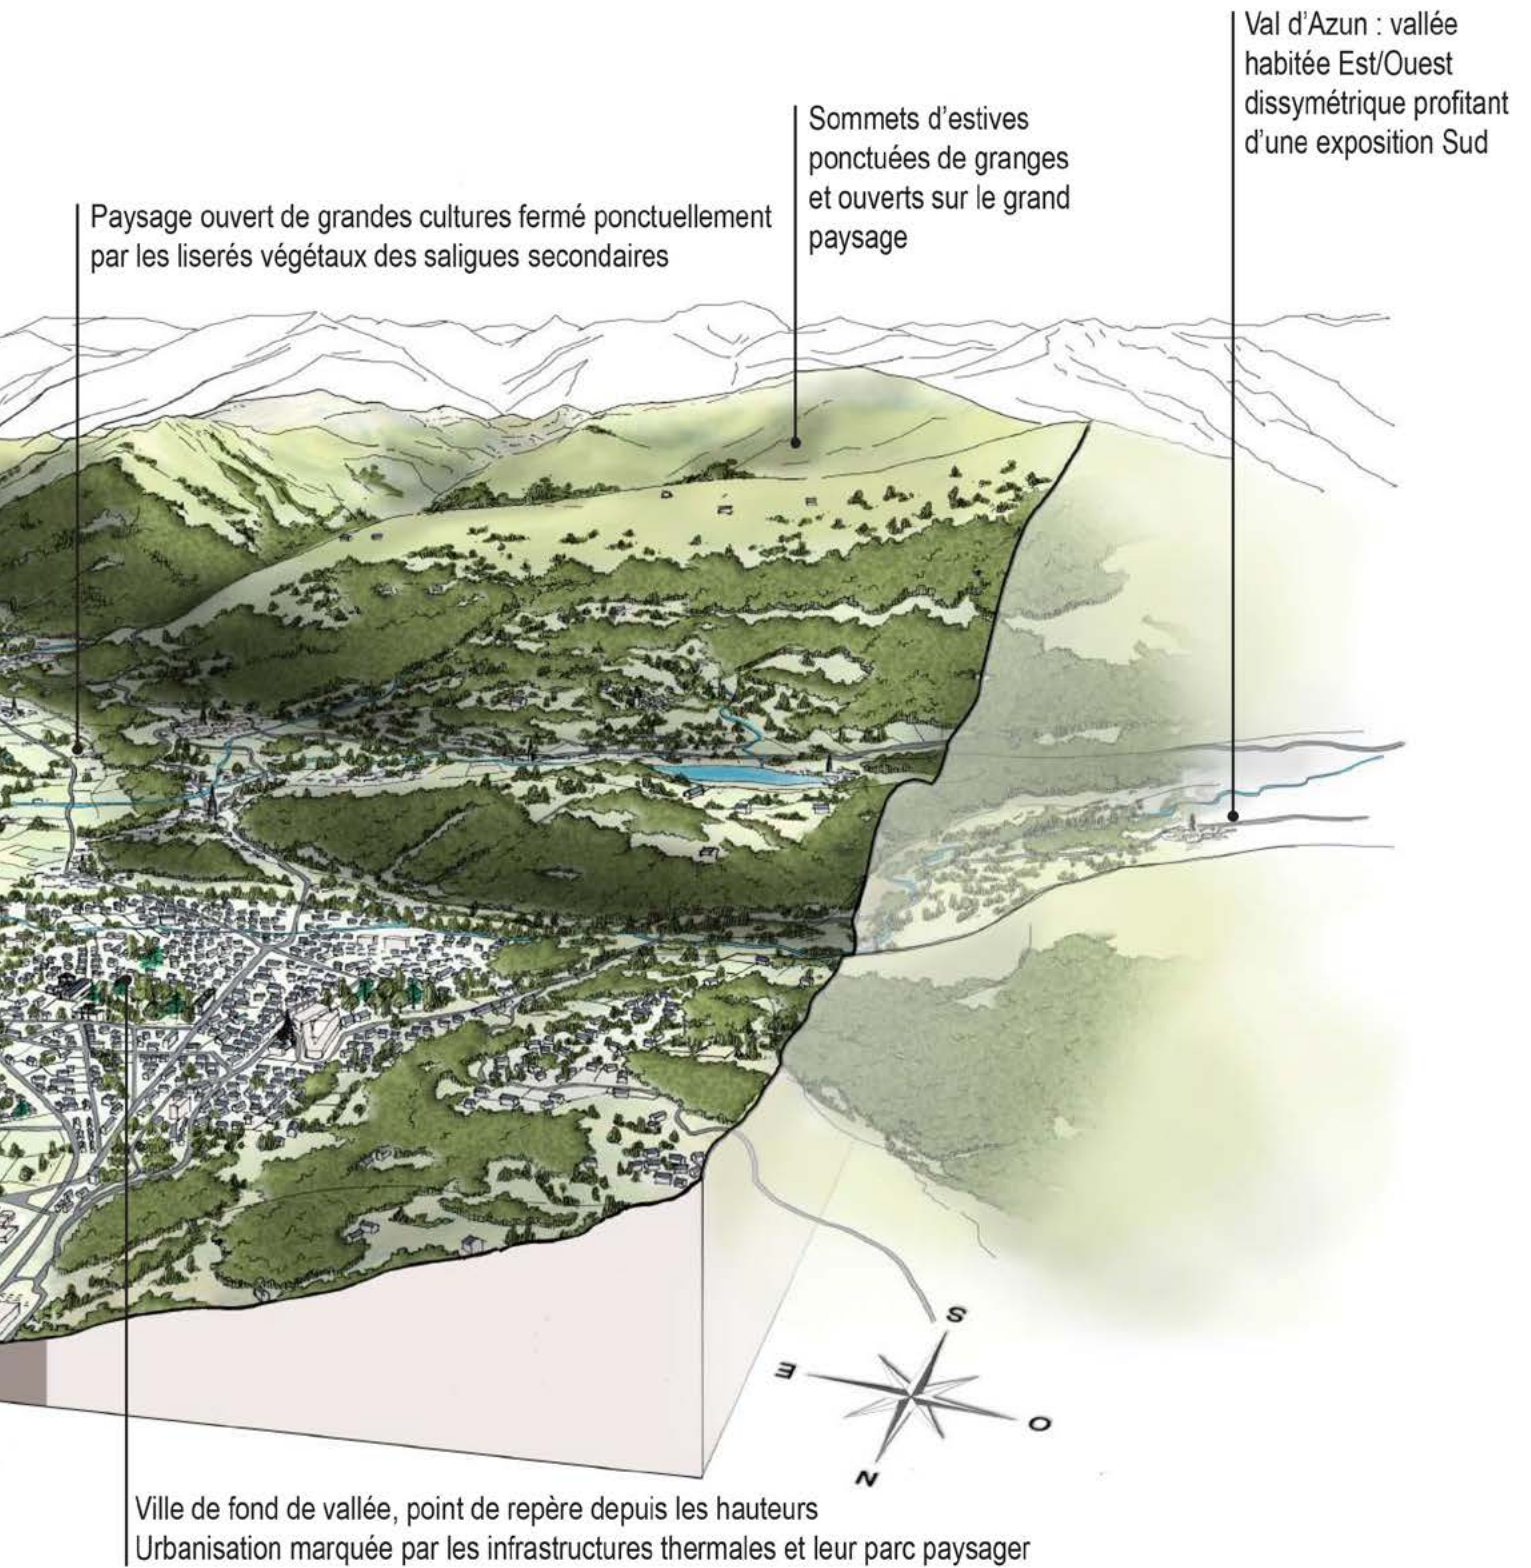 Val d’Azun : vallée
habitée Est/Ouest
dissymétrique profitant
d’une exposition Sud
Sommets d’estives
ponctuées de granges
et ouverts sur le grand
paysage
Paysage ouvert de grandes cultures fermé ponctuellement
par les liserés végétaux des saligues secondaires
S
E
O
N
Ville de fond de vallée, point de repère depuis les hauteurs
Urbanisation marquée par les infrastructures thermales et leur parc paysager